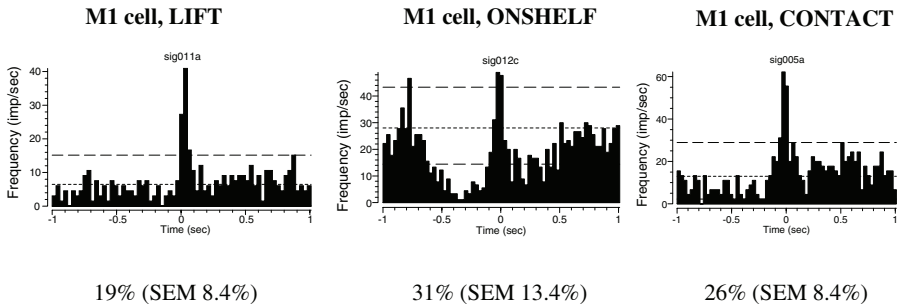 M1 cell, LIFT
M1 cell, ONSHELF
M1 cell, CONTACT
sig011a
sig012c
sig005a
Frequency (imp/sec)
40
30
20
10
0
-1 -0.5 0 0.5 1
Time (sec)
Frequency (imp/sec)
40
30
20
10
0
-1 -0.5 0 0.5 1
Time (sec)
Frequency (imp/sec)
60
40
20
0
-1 -0.5 0 0.5 1
Time (sec)
19% (SEM 8.4%)
31% (SEM 13.4%)
26% (SEM 8.4%)